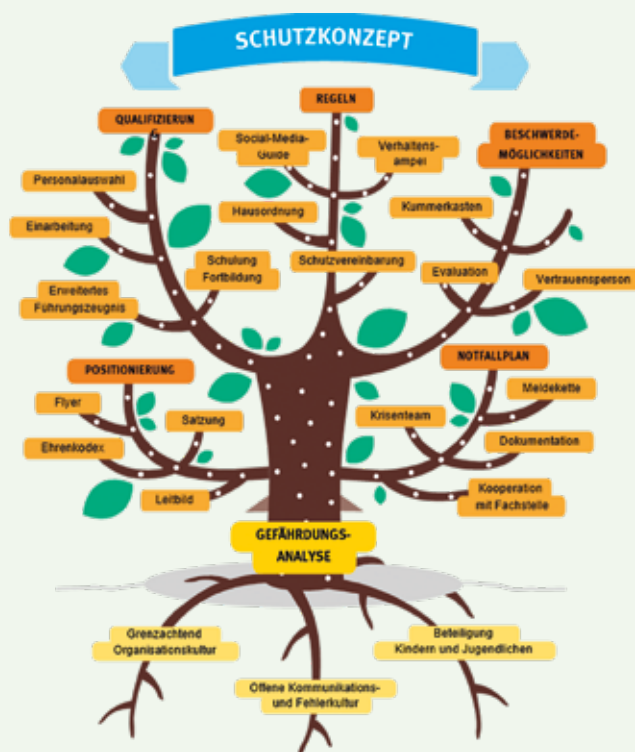 SCHUTZKONZEPT
REGELN
QUALIFIZIERUN
BESCHWERDE-
MÖGLICHKEITEN
Social-Media-
Guide
Verhaltens-
ampel
Personalauswahl
Hausordnung
Kummerkasten
Einarbeitung
Schulung
Fortbildung
Schutzvereinbarung
Evaluation
Vertrauensperson
Erweitertes
Führungszeugnis
POSITIONIERUNG
NOTFALLPLAN
Flyer
Satzung
Krisenteam
Meldekette
Ehrenkodex
Dokumentation
Leitbild
Kooperation
mit Fachstelle
GEFÄHRDUNGS-
ANALYSE
Grenzachtend
Organisationskultur
Beteiligung
Kindern und Jugendlichen
Offene Kommunikations-
und Fehlerkultur